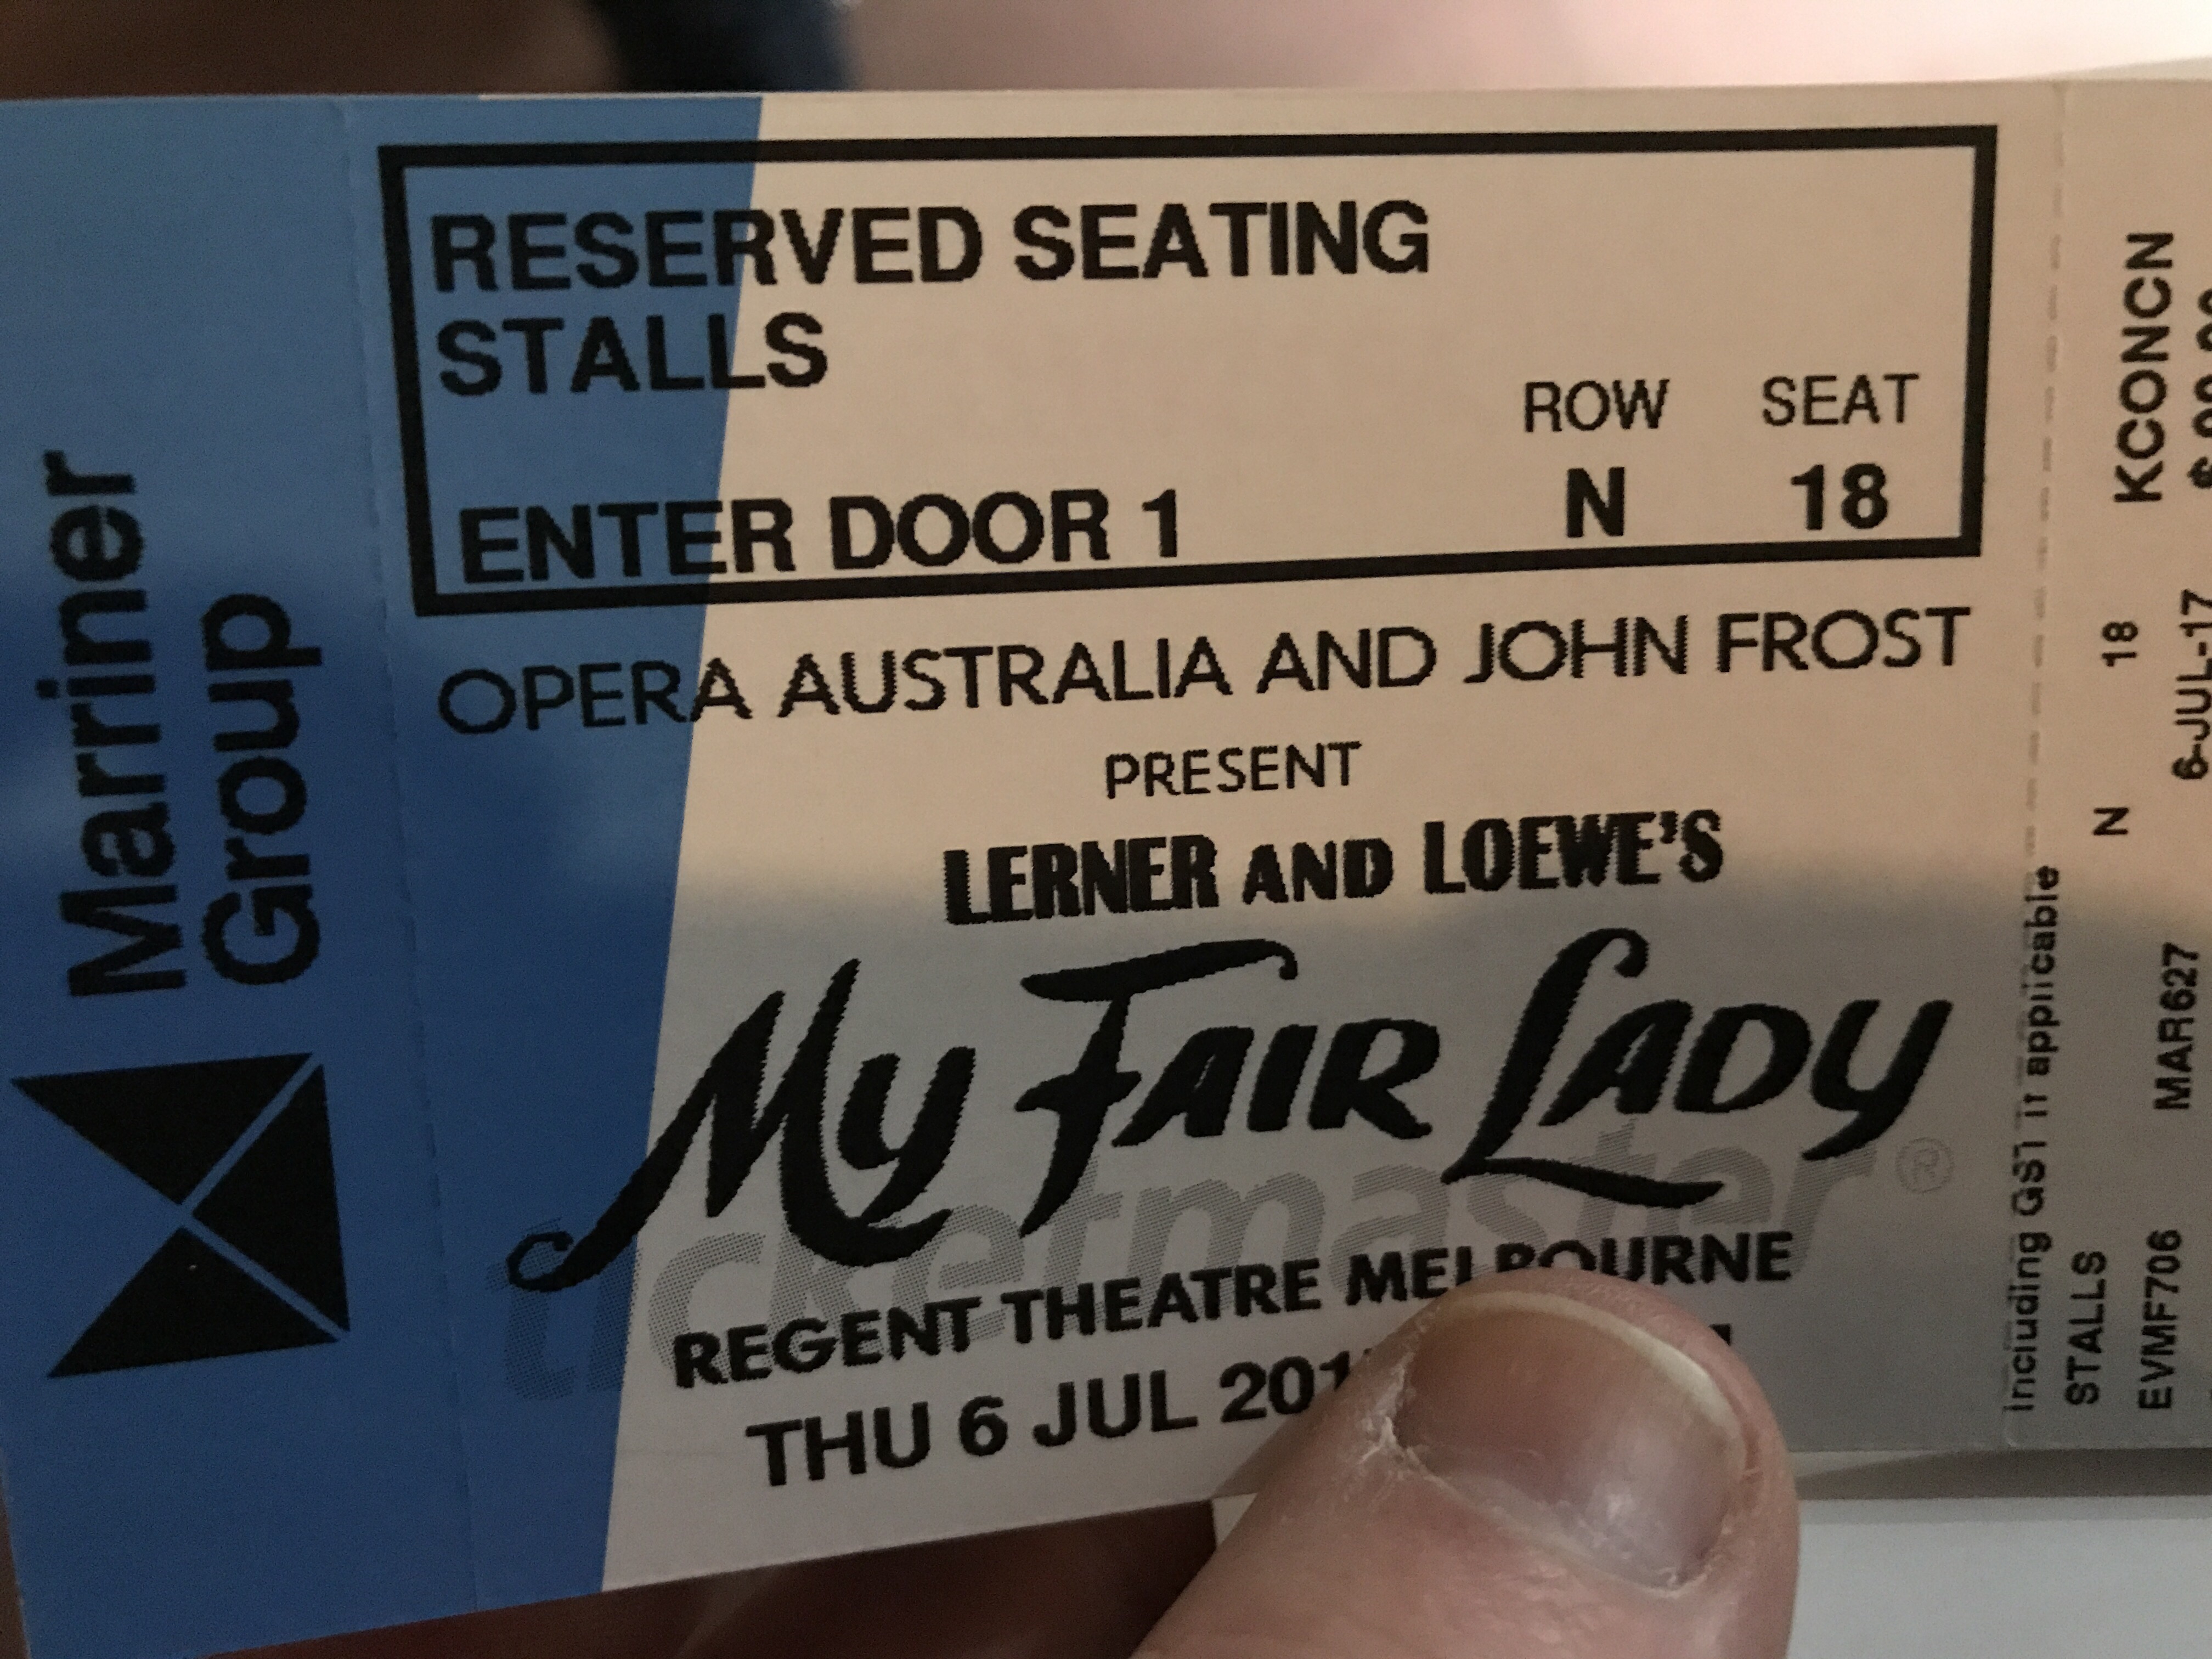 Marriner
Group
RESERVED SEATING
STALLS
ROW SEAT
ENTER DOOR 1 N 18
OPERA AUSTRALIA AND JOHN FROST
PRESENT
LERNER AND LOEWE'S
MY FAIR LADY
ticketmaster®
REGENT THEATRE MELBOURNE
THU 6 JUL
Including GST if applicable
STALLS N 18 KCONCN
EVMF706 MAR627 6-JUL-17